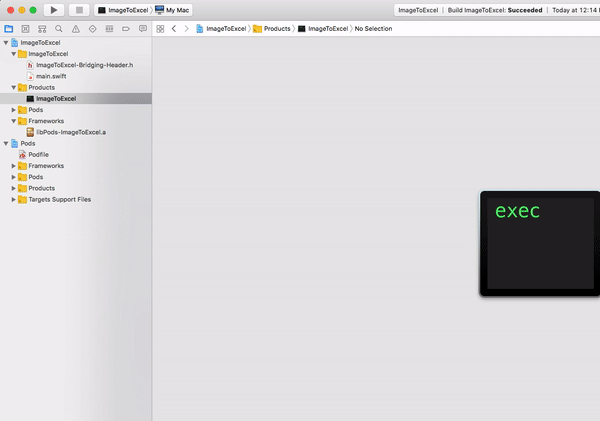 ImageToExcel 〉 My Mac
ImageToExcel | Build ImageToExcel: Succeeded | Today at 12:14 P
ImageToExcel 〉 Products 〉 ImageToExcel 〉 No Selection
ImageToExcel
ImageToExcel
ImageToExcel-Bridging-Header.h
main.swift
Products
ImageToExcel
Pods
Frameworks
libPods-ImageToExcel.a
Pods
Podfile
Frameworks
Pods
Products
Targets Support Files
exec